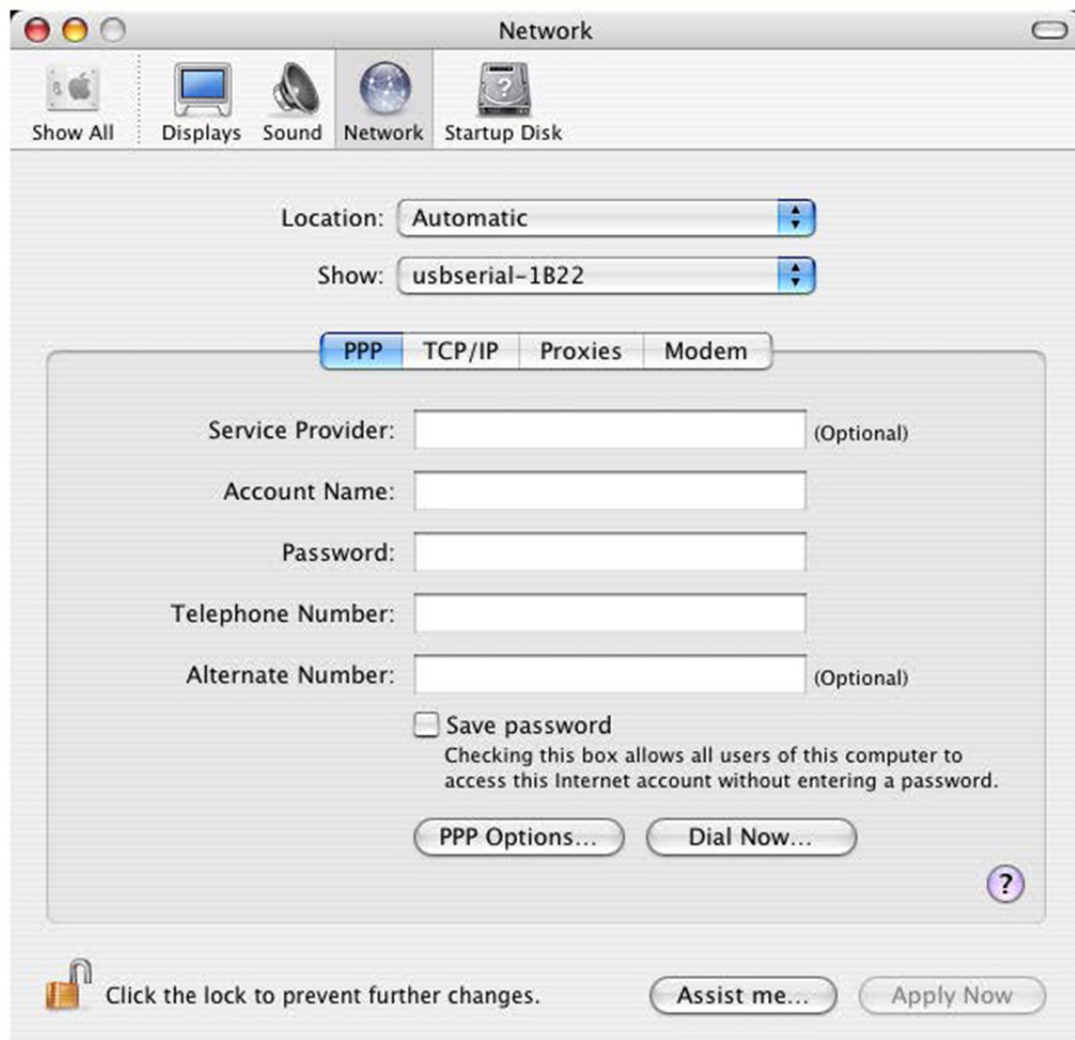 Network
Show All
Displays
Sound
Network
Startup Disk
Location: Automatic
Show: usbserial-1B22
PPP
TCP/IP
Proxies
Modem
Service Provider: (Optional)
Account Name:
Password:
Telephone Number:
Alternate Number: (Optional)
Save password
Checking this box allows all users of this computer to
access this Internet account without entering a password.
PPP Options...
Dial Now...
?
Click the lock to prevent further changes.
Assist me...
Apply Now